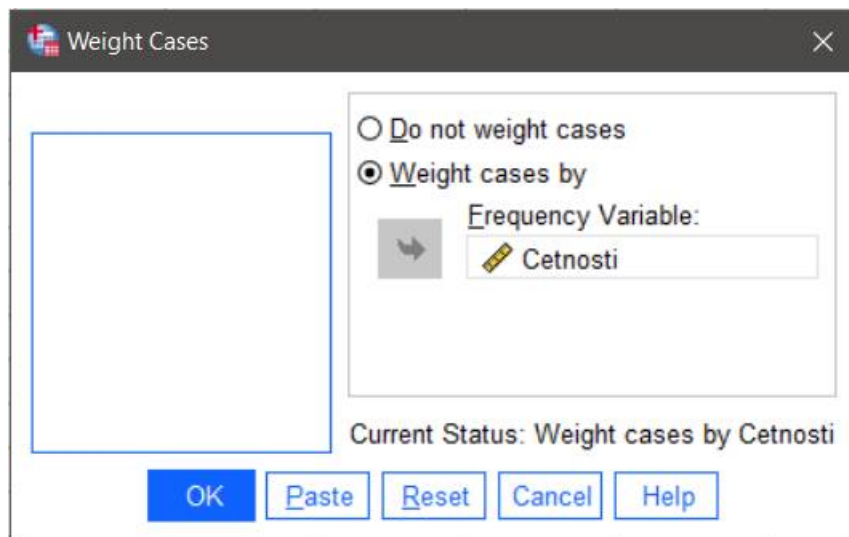 Weight Cases
Do not weight cases
Weight cases by
Frequency Variable:
Cetnosti
Current Status: Weight cases by Cetnosti
OK Paste Reset Cancel Help